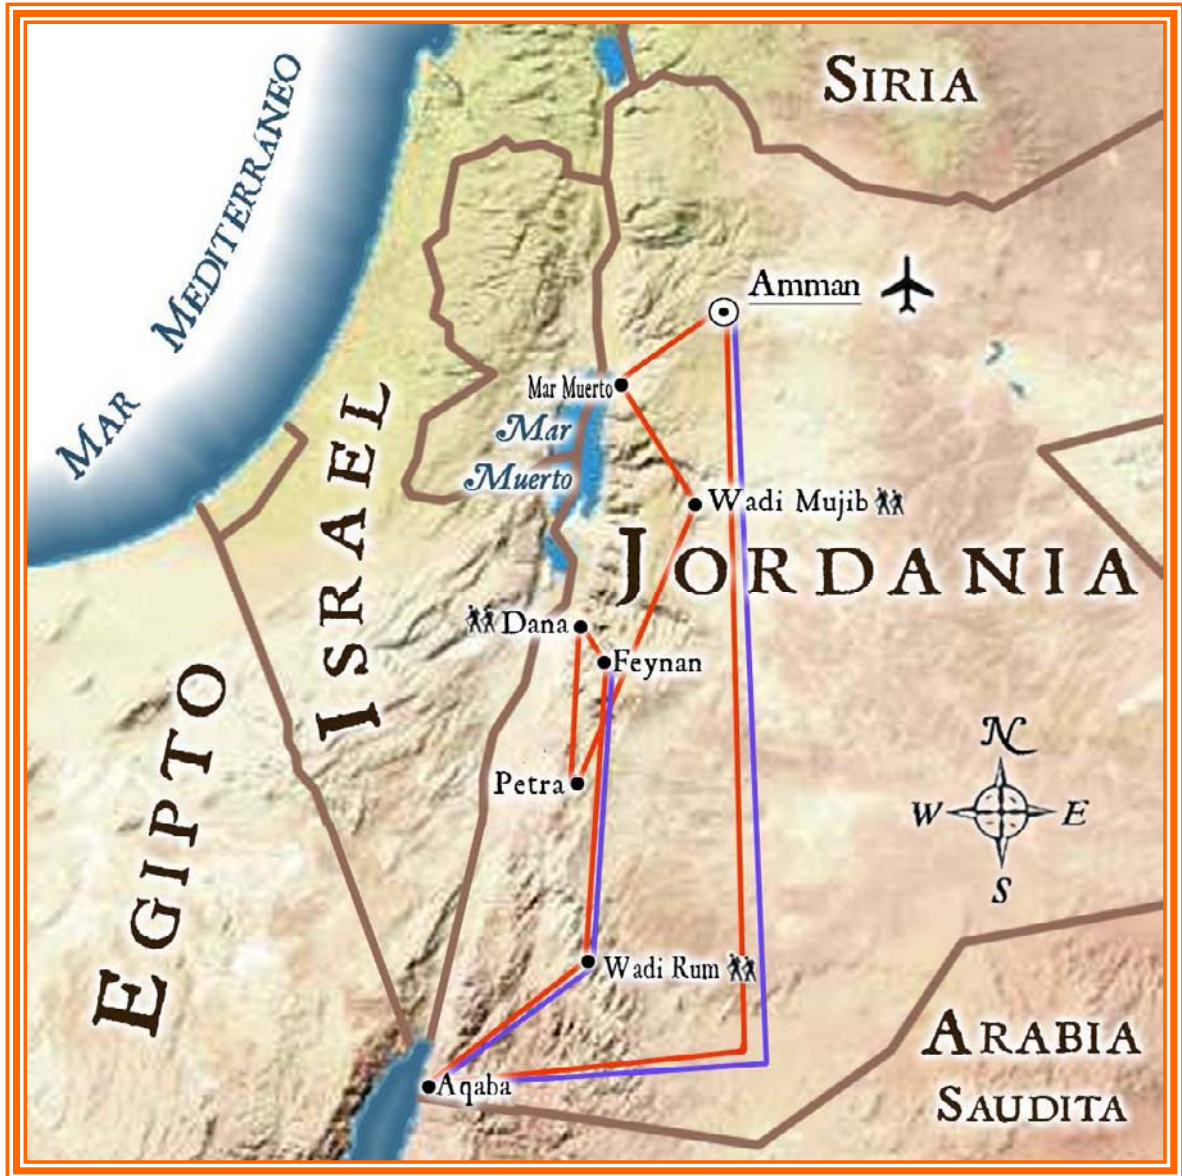 SIRIA
MAR MEDITERRÁNEO
Amman
Mar Muerto
Mar
Muerto
ISRAEL
Wadi Mujib
JORDANIA
Dana
Feynan
EGIPTO
Petra
N
W E
S
Wadi Rum
ARABIA
SAUDITA
Aqaba